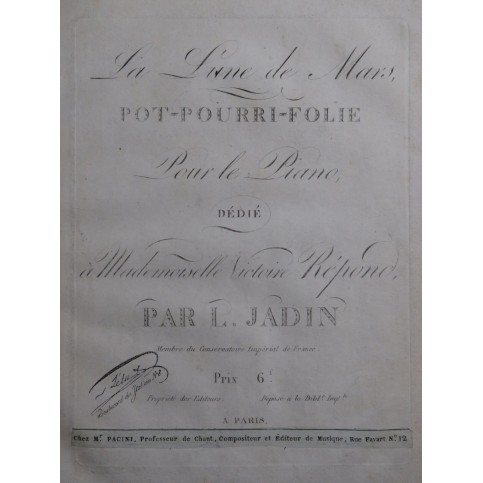 La Lune de Mars,
POT-POURRI-FOLIE
Pour le Piano,
DÉDIÉ
à Mademoiselle Victoire Répond,
PAR L. JADIN
Membre du Conservatoire Impérial de France
Prix 6f
Propriété des Editeurs. Déposé à la Bibl. Imp.le
A PARIS,
Chez Mr. PACINI, Professeur de Chant, Compositeur et Éditeur de Musique, Rue Favart No. 12